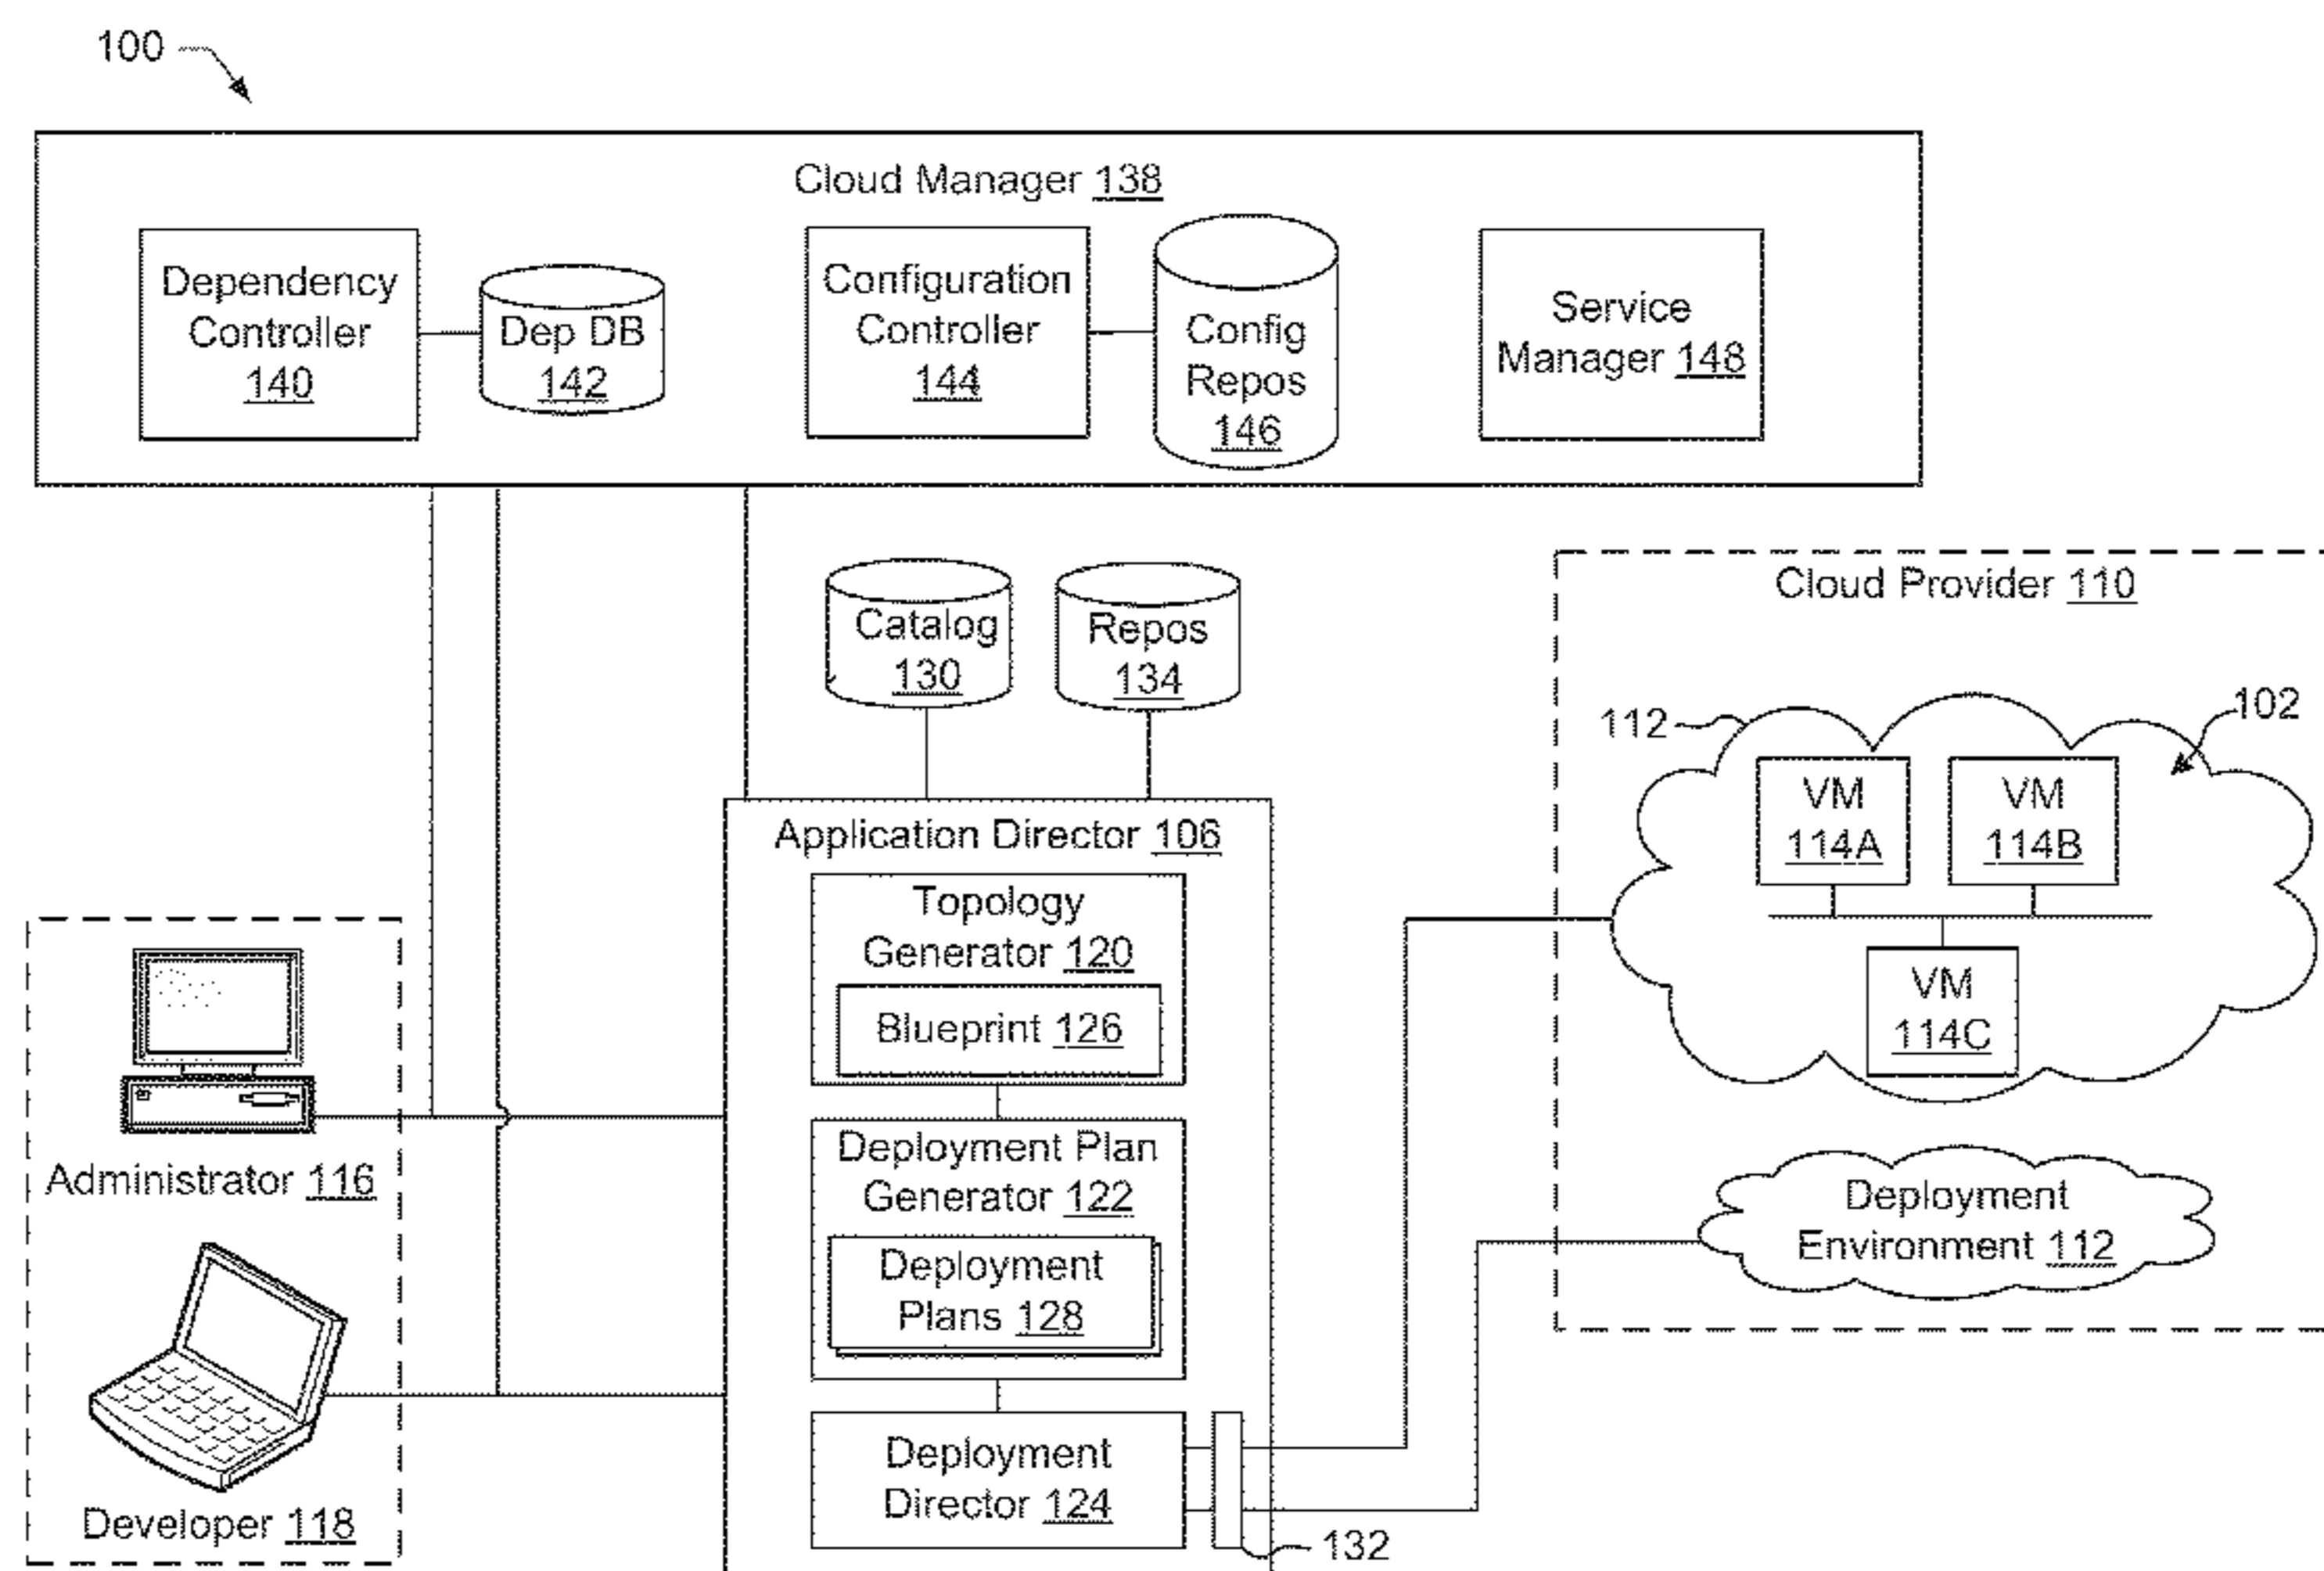 100
Cloud Manager 138
Dependency
Controller
140
Dep DB
142
Configuration
Controller
144
Config
Repos
146
Service
Manager 148
Catalog
130
Repos
134
Cloud Provider 110
112
102
VM
114A
VM
114B
VM
114C
Deployment
Environment 112
Application Director 106
Topology
Generator 120
Blueprint 126
Deployment Plan
Generator 122
Deployment
Plans 128
Deployment
Director 124
132
Administrator 116
Developer 118